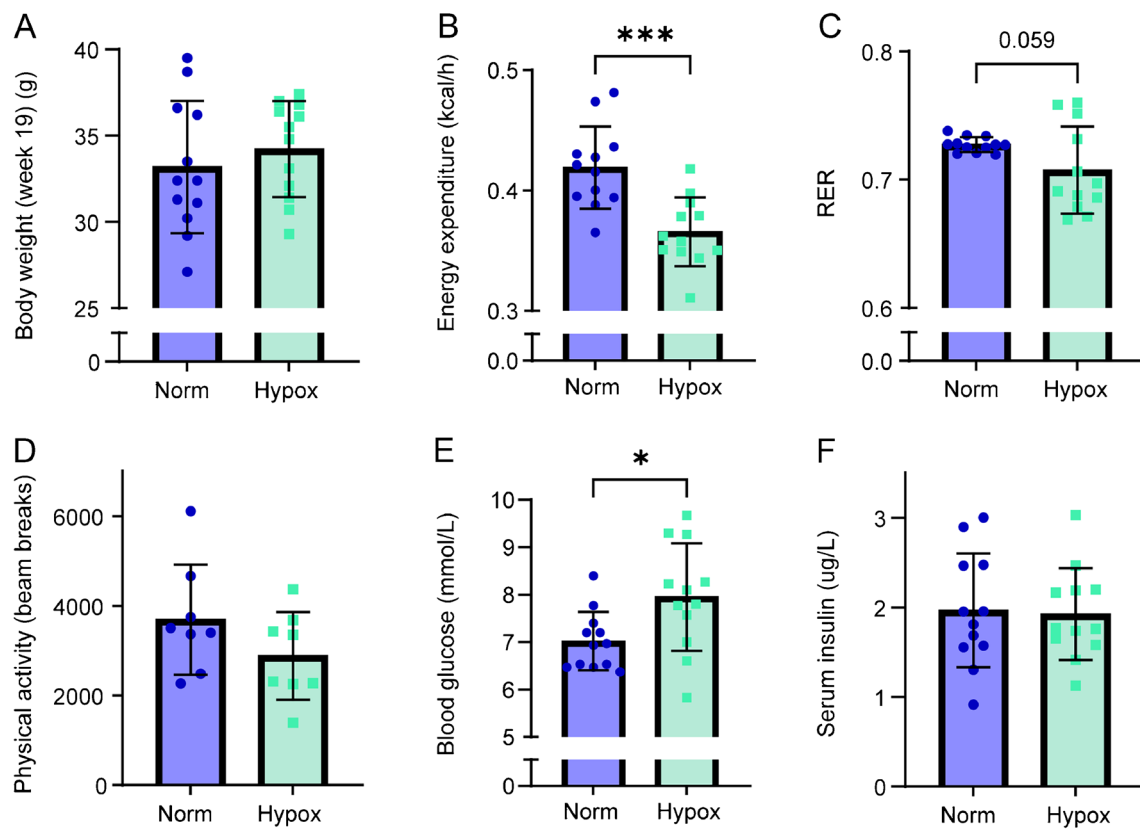 A
Body weight (week 19) (g)
40
35
30
25
0
Norm
Hypox
B
Energy expenditure (kcal/h)
***
0.5
0.4
0.3
0.0
Norm
Hypox
C
RER
0.059
0.8
0.7
0.6
0.0
Norm
Hypox
D
Physical activity (beam breaks)
6000
4000
2000
0
Norm
Hypox
E
Blood glucose (mmol/L)
*
10
9
8
7
6
5
0
Norm
Hypox
F
Serum insulin (ug/L)
3
2
1
0
Norm
Hypox